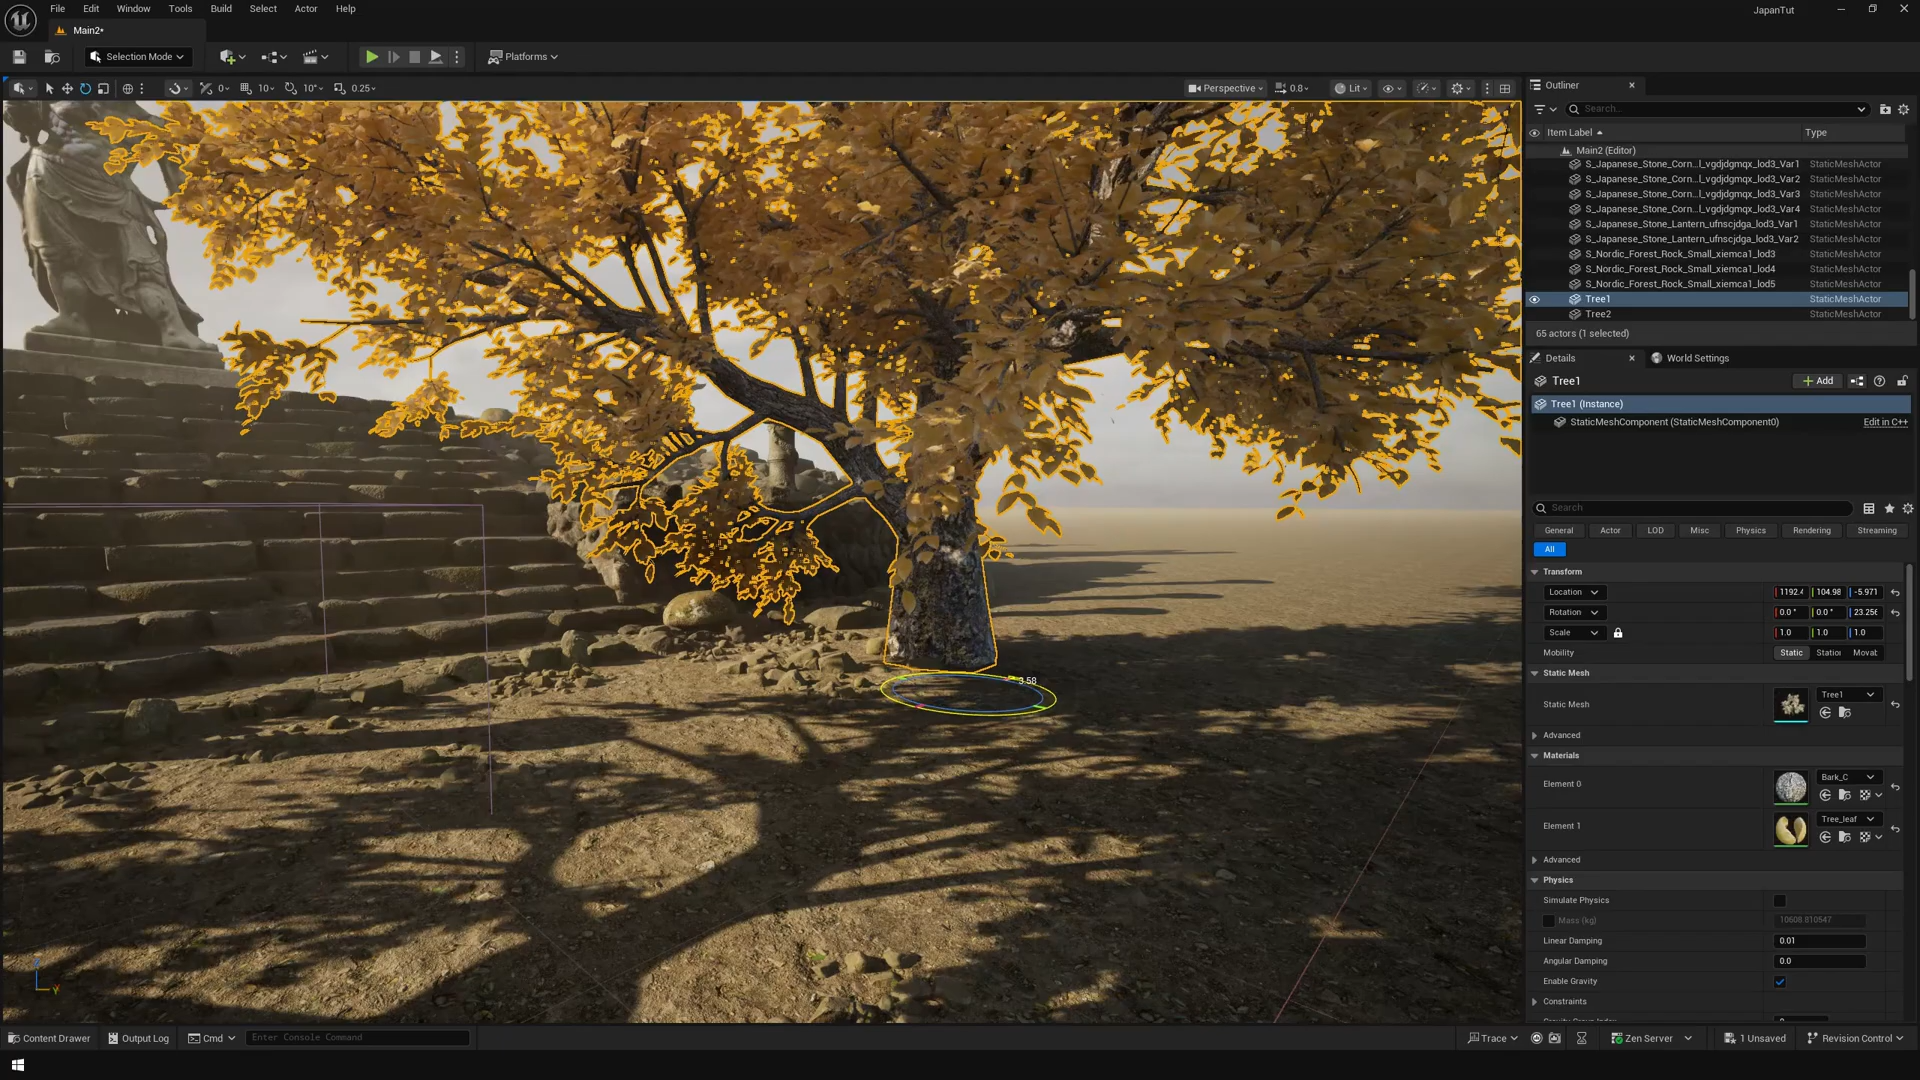 File Edit Window Tools Build Select Actor Help
JapanTut
Main2*
Selection Mode
Platforms
0 10 10° 0.25
Perspective 0.8 Lit
Outliner
Search...
Item Label Type
Main2 (Editor)
S_Japanese_Stone_Corn...l_vgdjdgmqx_lod3_Var1 StaticMeshActor
S_Japanese_Stone_Corn...l_vgdjdgmqx_lod3_Var2 StaticMeshActor
S_Japanese_Stone_Corn...l_vgdjdgmqx_lod3_Var3 StaticMeshActor
S_Japanese_Stone_Corn...l_vgdjdgmqx_lod3_Var4 StaticMeshActor
S_Japanese_Stone_Lantern_ufnscjdga_lod3_Var1 StaticMeshActor
S_Japanese_Stone_Lantern_ufnscjdga_lod3_Var2 StaticMeshActor
S_Nordic_Forest_Rock_Small_xiemca1_lod3 StaticMeshActor
S_Nordic_Forest_Rock_Small_xiemca1_lod4 StaticMeshActor
S_Nordic_Forest_Rock_Small_xiemca1_lod5 StaticMeshActor
Tree1 StaticMeshActor
Tree2 StaticMeshActor
65 actors (1 selected)
Details World Settings
Tree1 Add
Tree1 (Instance)
StaticMeshComponent (StaticMeshComponent0) Edit in C++
Search
General Actor LOD Misc Physics Rendering Streaming
All
Transform
Location 1192.4 104.98 -5.971
Rotation 0.0° 0.0° 23.256
Scale 1.0 1.0 1.0
Mobility Static Station Movab
Static Mesh
Static Mesh Tree1
Advanced
Materials
Element 0 Bark_C
Element 1 Tree_leaf
Advanced
Physics
Simulate Physics
Mass (kg) 10608.810547
Linear Damping 0.01
Angular Damping 0.0
Enable Gravity
Constraints
3.58
Content Drawer Output Log Cmd Enter Console Command
Trace Zen Server 1 Unsaved Revision Control